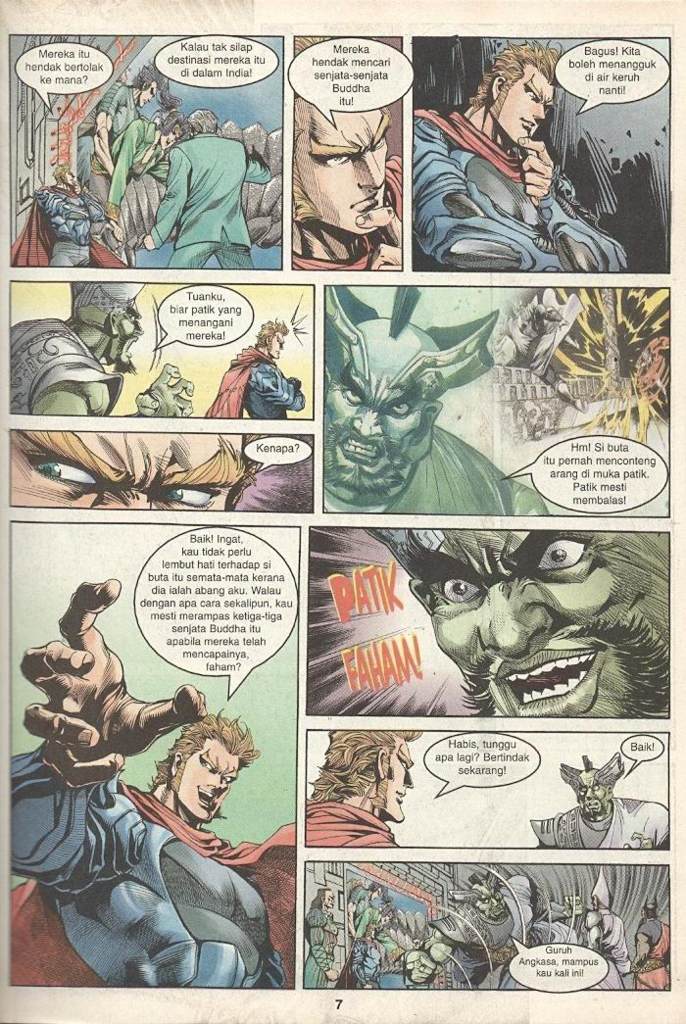 Mereka itu
hendak bertolak
ke mana?
Kalau tak silap
destinasi mereka itu
di dalam India!
Mereka
hendak mencari
senjata-senjata
Buddha
itu!
Bagus! Kita
boleh menangguk
di air keruh
nanti!
Tuanku,
biar patik yang
menangani
mereka!
Kenapa?
Hm! Si buta
itu pernah menconteng
arang di muka patik.
Patik mesti
membalas!
Baik! Ingat,
kau tidak perlu
lembut hati terhadap si
buta itu semata-mata kerana
dia ialah abang aku. Walau
dengan apa cara sekalipun, kau
mesti merampas ketiga-tiga
senjata Buddha itu
apabila mereka telah
mencapainya,
faham?
PATIK
FAHAM!
Habis, tunggu
apa lagi? Bertindak
sekarang!
Baik!
Guruh
Angkasa, mampus
kau kali ini!
7